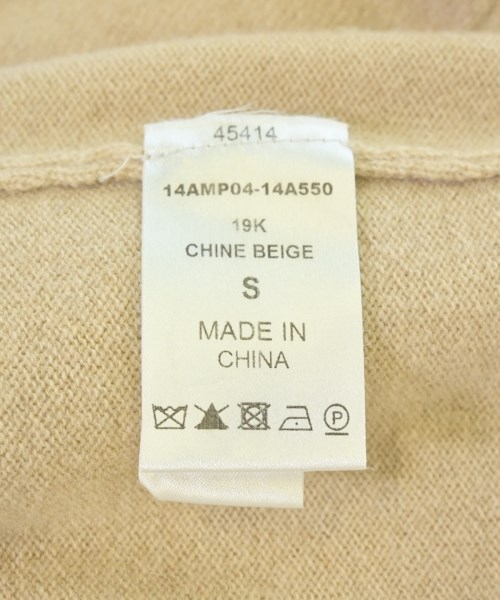 45414
14AMP04-14A550
19K
CHINE BEIGE
S
MADE IN
CHINA
P